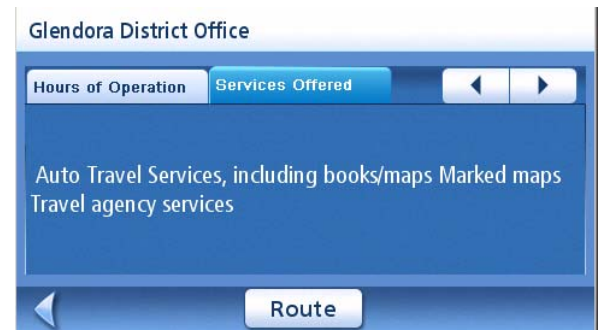 Glendora District Office
Hours of Operation
Services Offered
Auto Travel Services, including books/maps Marked maps
Travel agency services
Route